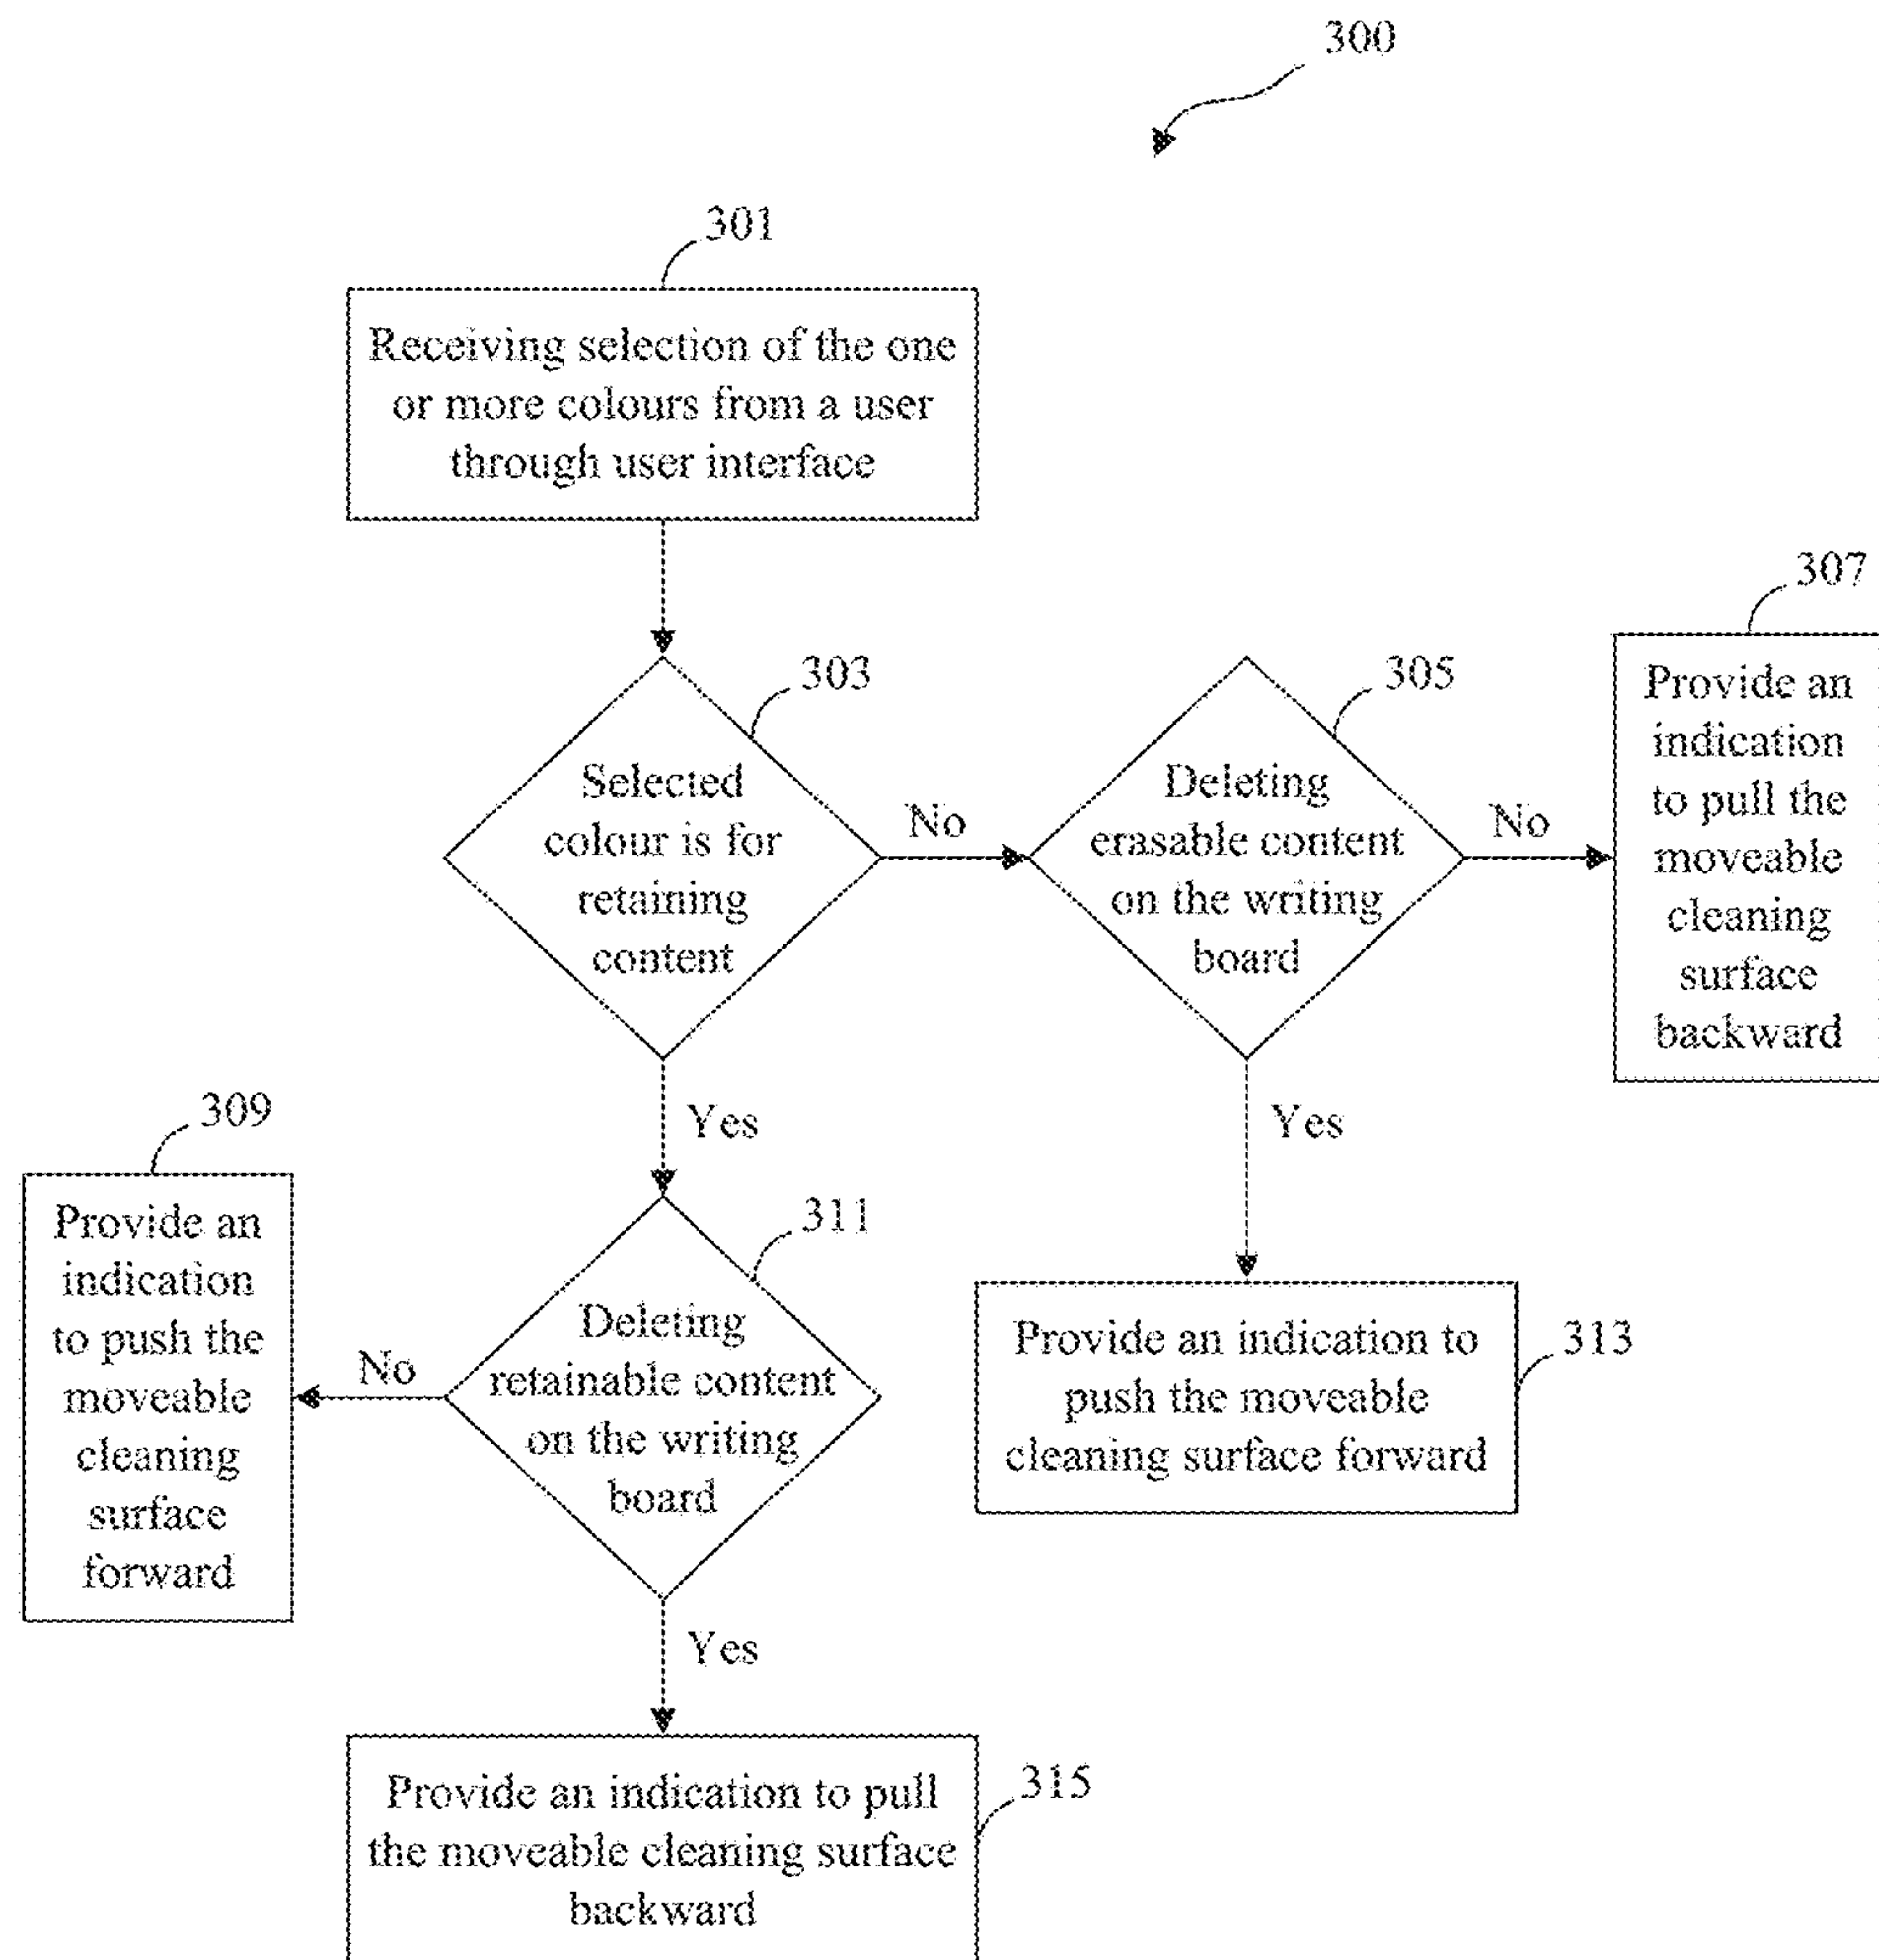 300
301
Receiving selection of the one
or more colours from a user
through user interface
303
Selected
colour is for
retaining
content
No
305
Deleting
erasable content
on the writing
board
No
307
Provide an
indication
to pull the
moveable
cleaning
surface
backward
Yes
Yes
309
Provide an
indication
to push the
moveable
cleaning
surface
forward
No
311
Deleting
retainable content
on the writing
board
313
Provide an indication to
push the moveable
cleaning surface forward
Yes
315
Provide an indication to pull
the moveable cleaning surface
backward